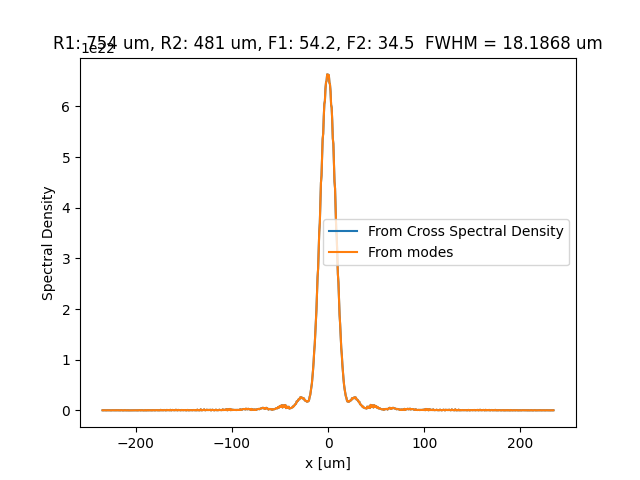 R1: 754 um, R2: 481 um, F1: 54.2, F2: 34.5  FWHM = 18.1868 um
1e22
6
5
4
3
2
1
0
Spectral Density
From Cross Spectral Density
From modes
−200
−100
0
100
200
x [um]